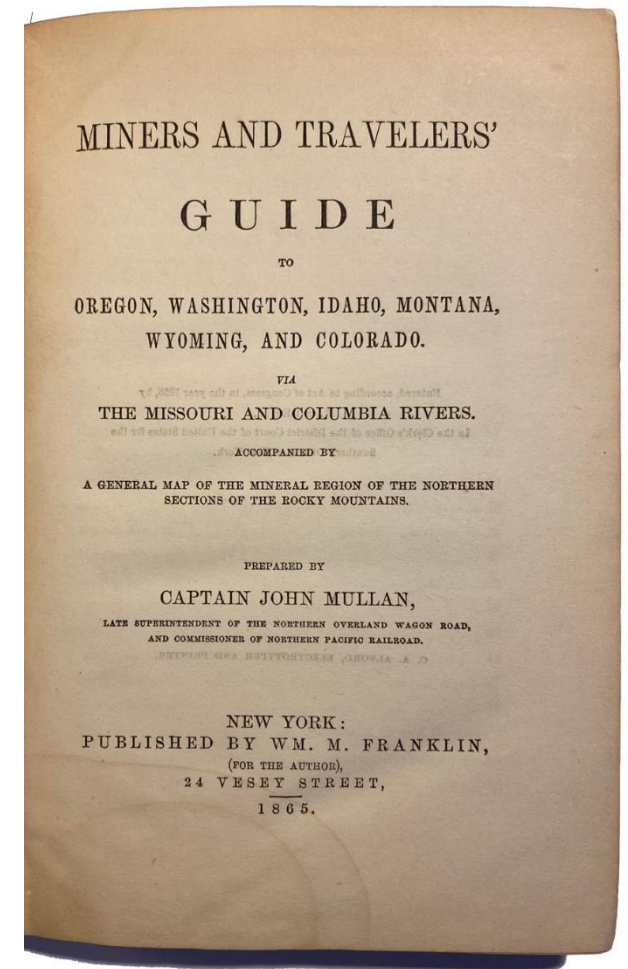 MINERS AND TRAVELERS'
GUIDE
TO
OREGON, WASHINGTON, IDAHO, MONTANA,
WYOMING, AND COLORADO.
VIA
THE MISSOURI AND COLUMBIA RIVERS.
ACCOMPANIED BY
A GENERAL MAP OF THE MINERAL REGION OF THE NORTHERN
SECTIONS OF THE ROCKY MOUNTAINS.
PREPARED BY
CAPTAIN JOHN MULLAN,
LATE SUPERINTENDENT OF THE NORTHERN OVERLAND WAGON ROAD,
AND COMMISSIONER OF NORTHERN PACIFIC RAILROAD.
NEW YORK:
PUBLISHED BY WM. M. FRANKLIN,
(FOR THE AUTHOR),
24 VESEY STREET,
1865.